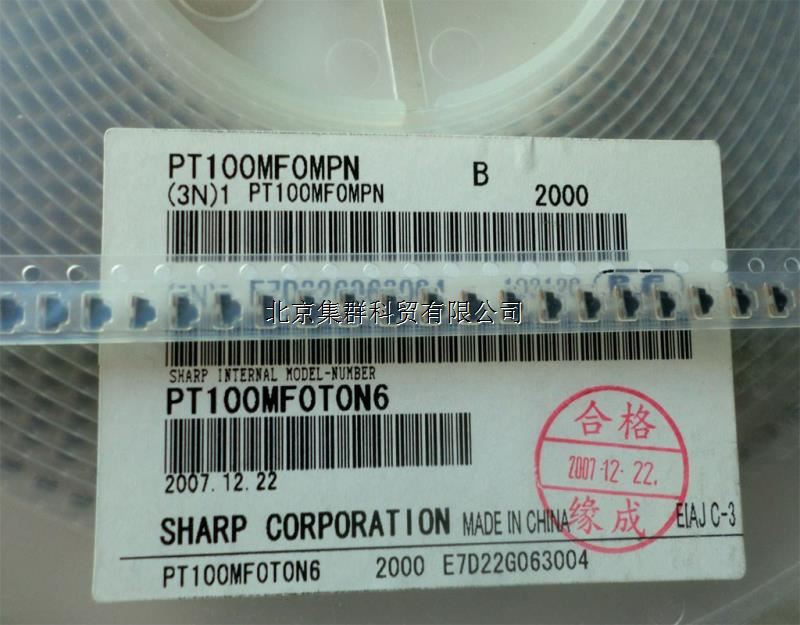 PT100MF0MPN B
(3N)1 PT100MF0MPN 2000
北京集群科贸有限公司
SHARP INTERNAL MODEL-NUMBER
PT100MF0TON6
2007.12.22
合格
2007-12-22.
缘成
SHARP CORPORATION MADE IN CHINA EIAJ C-3
PT100MF0TON6 2000 E7D22G063004